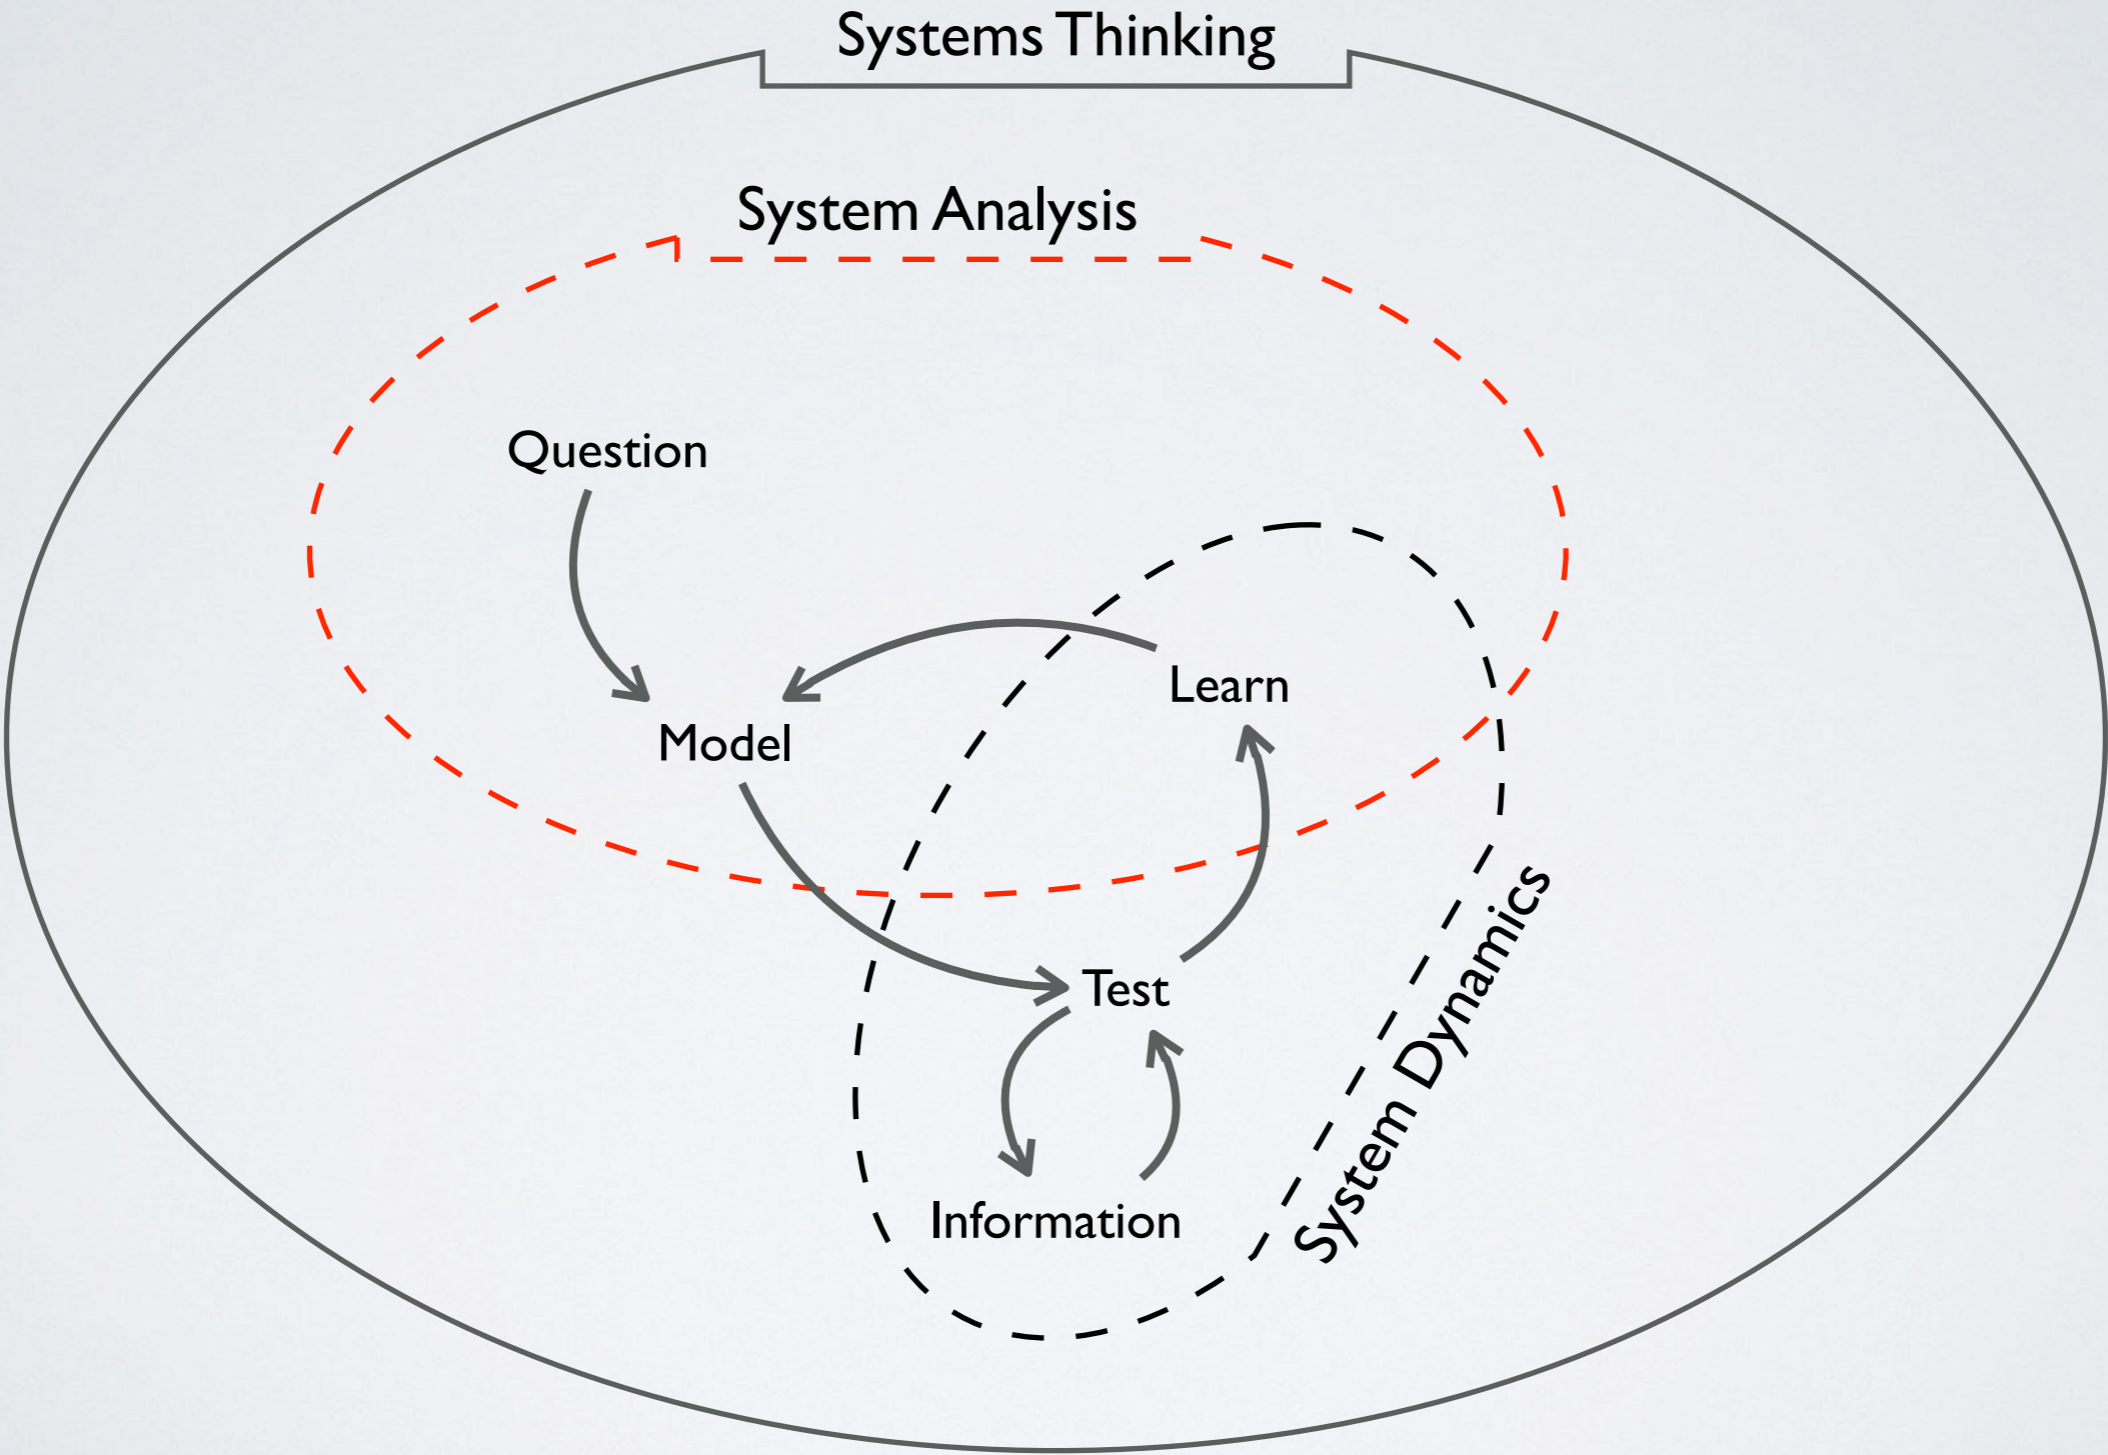 Systems Thinking
System Analysis
Question
Learn
Model
Test
Information
System Dynamics